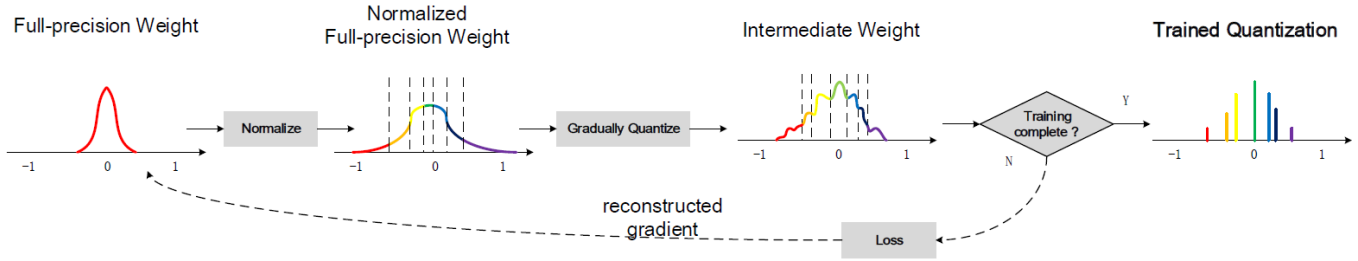 Full-precision Weight
Normalized
Full-precision Weight
Intermediate Weight
Trained Quantization
Normalize
Gradually Quantize
Training
complete ?
Y
N
-1 0 1
-1 0 1
-1 0 1
-1 0 1
reconstructed
gradient
Loss